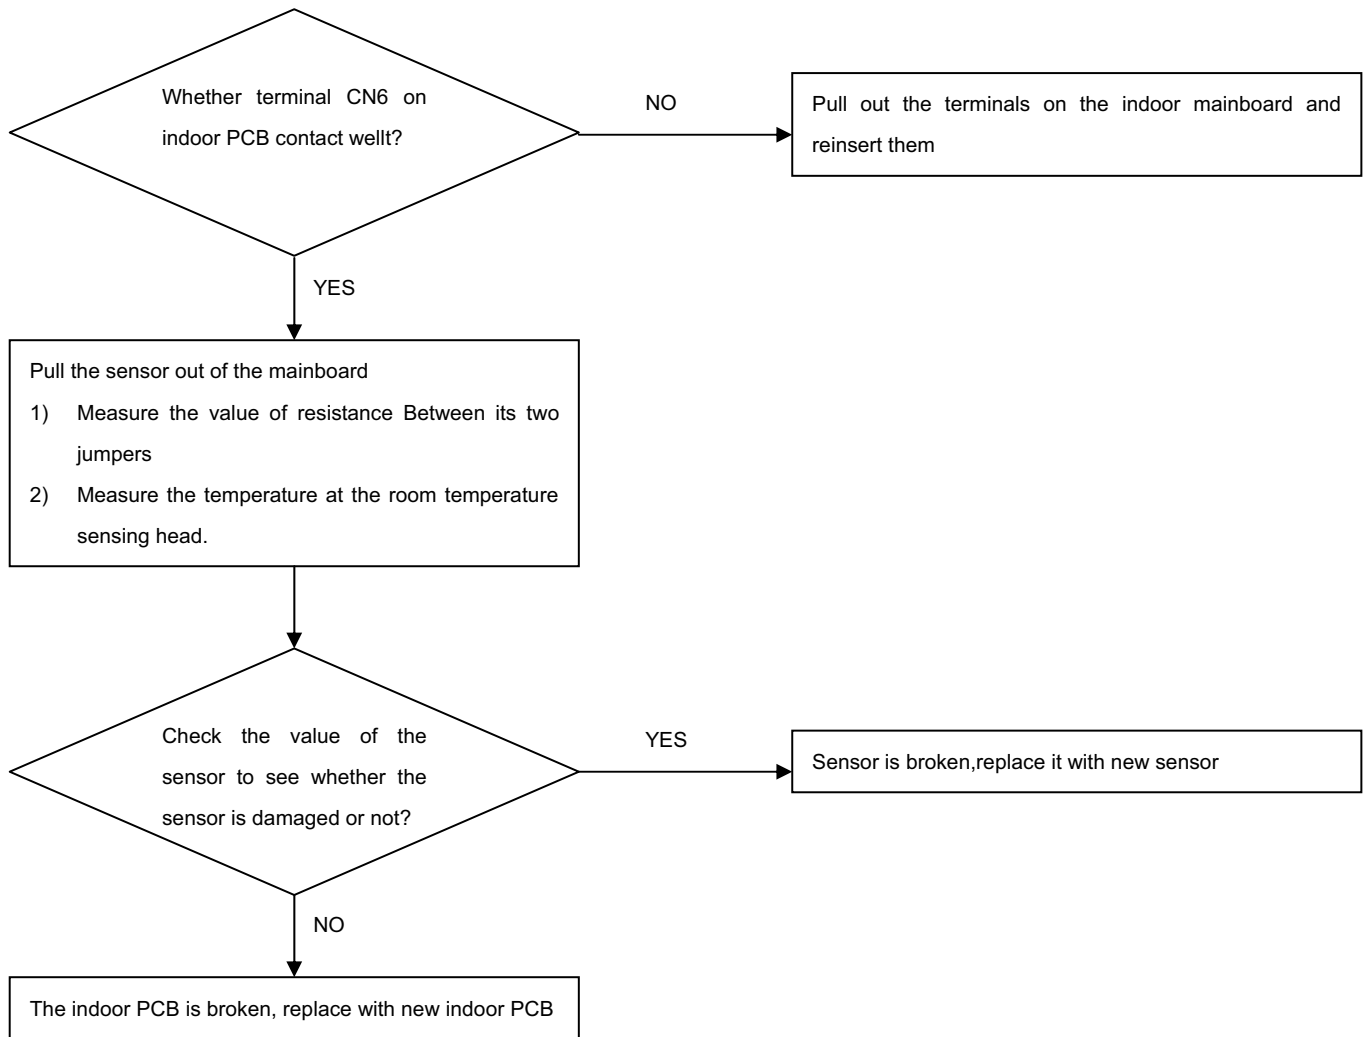 Whether terminal CN6 on
indoor PCB contact wellt?
NO
Pull out the terminals on the indoor mainboard and
reinsert them
YES
Pull the sensor out of the mainboard
1) Measure the value of resistance Between its two
jumpers
2) Measure the temperature at the room temperature
sensing head.
Check the value of the
sensor to see whether the
sensor is damaged or not?
YES
Sensor is broken,replace it with new sensor
NO
The indoor PCB is broken, replace with new indoor PCB